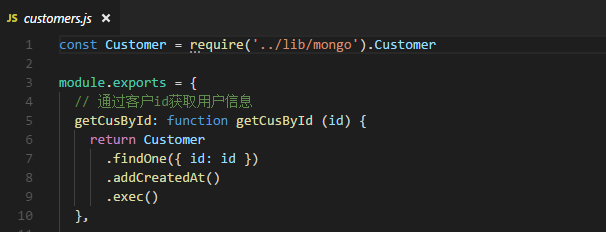 JS customers.js ×
1 const Customer = require('../lib/mongo').Customer
2
3 module.exports = {
4 // 通过客户id获取用户信息
5 getCusById: function getCusById (id) {
6 return Customer
7 .findOne({ id: id })
8 .addCreatedAt()
9 .exec()
10 },